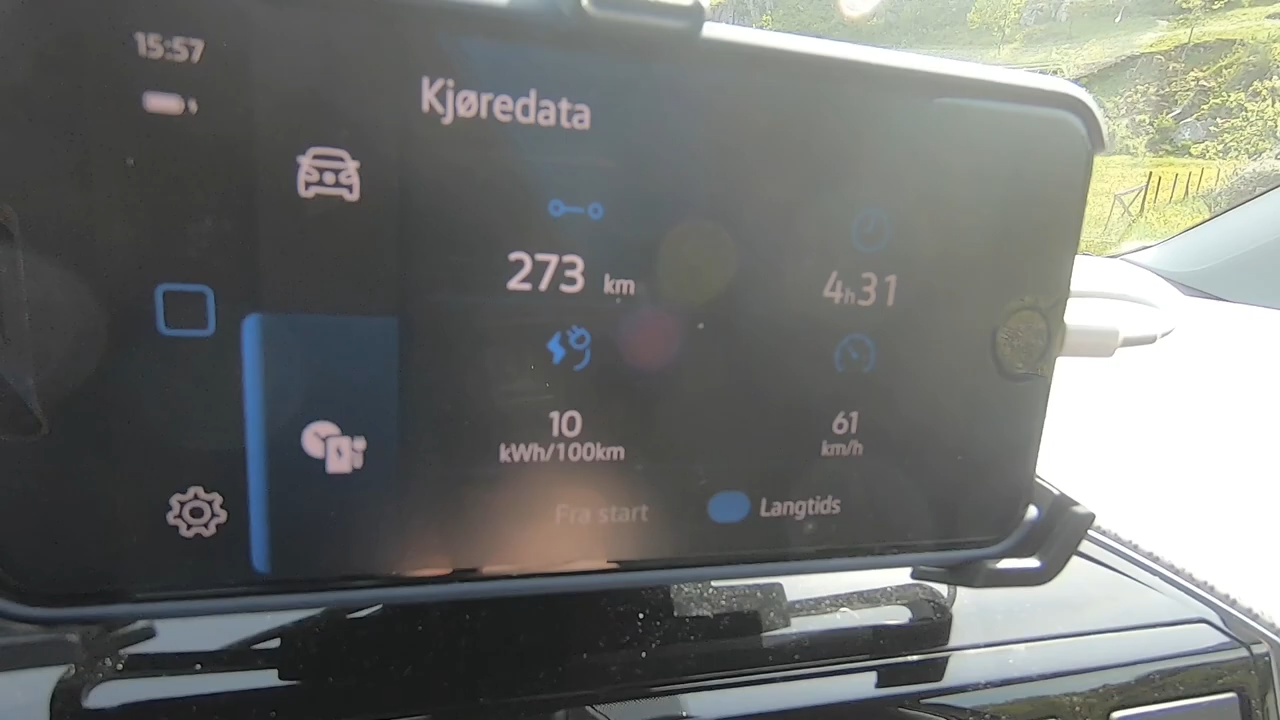 15:57
Kjøredata
273 km
4h31
10
kWh/100km
61
km/h
Fra start
Langtids